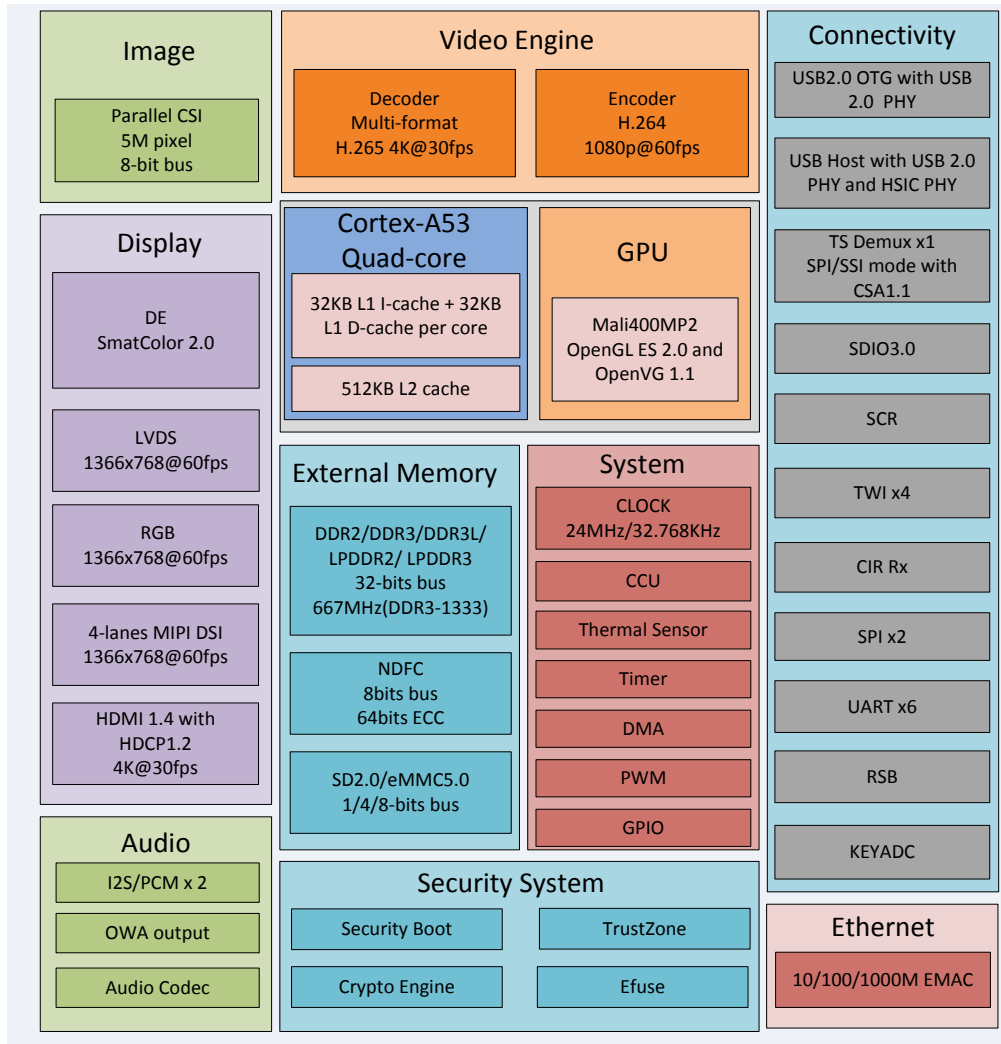 Image
Parallel CSI
5M pixel
8-bit bus
Display
DE
SmatColor 2.0
LVDS
1366x768@60fps
RGB
1366x768@60fps
4-lanes MIPI DSI
1366x768@60fps
HDMI 1.4 with
HDCP1.2
4K@30fps
Audio
I2S/PCM x 2
OWA output
Audio Codec
Video Engine
Decoder
Multi-format
H.265 4K@30fps
Encoder
H.264
1080p@60fps
Cortex-A53
Quad-core
32KB L1 I-cache + 32KB
L1 D-cache per core
512KB L2 cache
GPU
Mali400MP2
OpenGL ES 2.0 and
OpenVG 1.1
External Memory
DDR2/DDR3/DDR3L/
LPDDR2/ LPDDR3
32-bits bus
667MHz(DDR3-1333)
NDFC
8bits bus
64bits ECC
SD2.0/eMMC5.0
1/4/8-bits bus
System
CLOCK
24MHz/32.768KHz
CCU
Thermal Sensor
Timer
DMA
PWM
GPIO
Security System
Security Boot
TrustZone
Crypto Engine
Efuse
Connectivity
USB2.0 OTG with USB
2.0 PHY
USB Host with USB 2.0
PHY and HSIC PHY
TS Demux x1
SPI/SSI mode with
CSA1.1
SDIO3.0
SCR
TWI x4
CIR Rx
SPI x2
UART x6
RSB
KEYADC
Ethernet
10/100/1000M EMAC